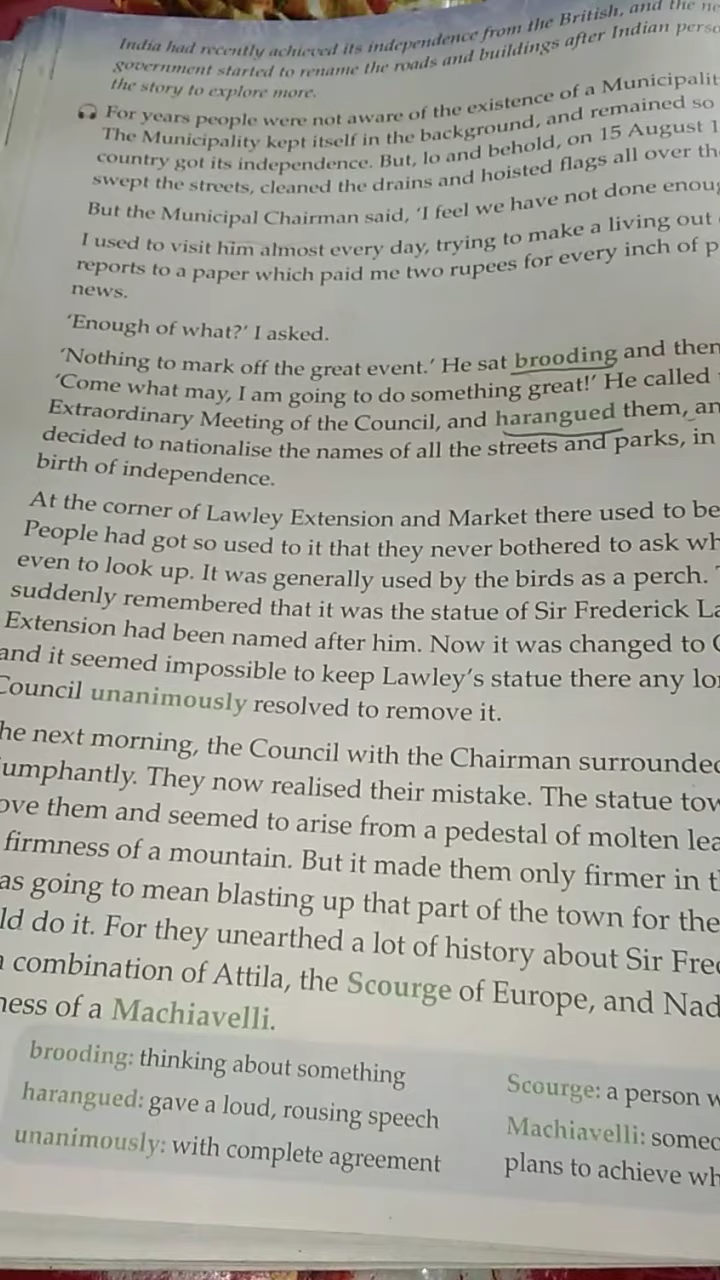 India had recently achieved its independence from the British, and the
government started to rename the roads and buildings after Indian
the story to explore more.
For years people were not aware of the existence of a
The Municipality kept itself in the background, and remained so
country got its independence. But, lo and behold, on 15 August
swept the streets, cleaned the drains and hoisted flags all over
But the Municipal Chairman said, 'I feel we have not done
I used to visit him almost every day, trying to make a living out
reports to a paper which paid me two rupees for every inch of
news.
'Enough of what?' I asked.
'Nothing to mark off the great event.' He sat brooding and then
'Come what may, I am going to do something great!' He called
Extraordinary Meeting of the Council, and harangued them,
decided to nationalise the names of all the streets and parks, in
birth of independence.
At the corner of Lawley Extension and Market there used to be
People had got so used to it that they never bothered to ask
even to look up. It was generally used by the birds as a perch.
suddenly remembered that it was the statue of Sir Frederick
Extension had been named after him. Now it was changed to
and it seemed impossible to keep Lawley's statue there any
Council unanimously resolved to remove it.
he next morning, the Council with the Chairman surrounded
umphantly. They now realised their mistake. The statue
ove them and seemed to arise from a pedestal of molten
firmness of a mountain. But it made them only firmer in
as going to mean blasting up that part of the town for the
ld do it. For they unearthed a lot of history about Sir
combination of Attila, the Scourge of Europe, and
ness of a Machiavelli.
brooding: thinking about something
harangued: gave a loud, rousing speech
unanimously: with complete agreement
Scourge: a person
Machiavelli:
plans to achieve